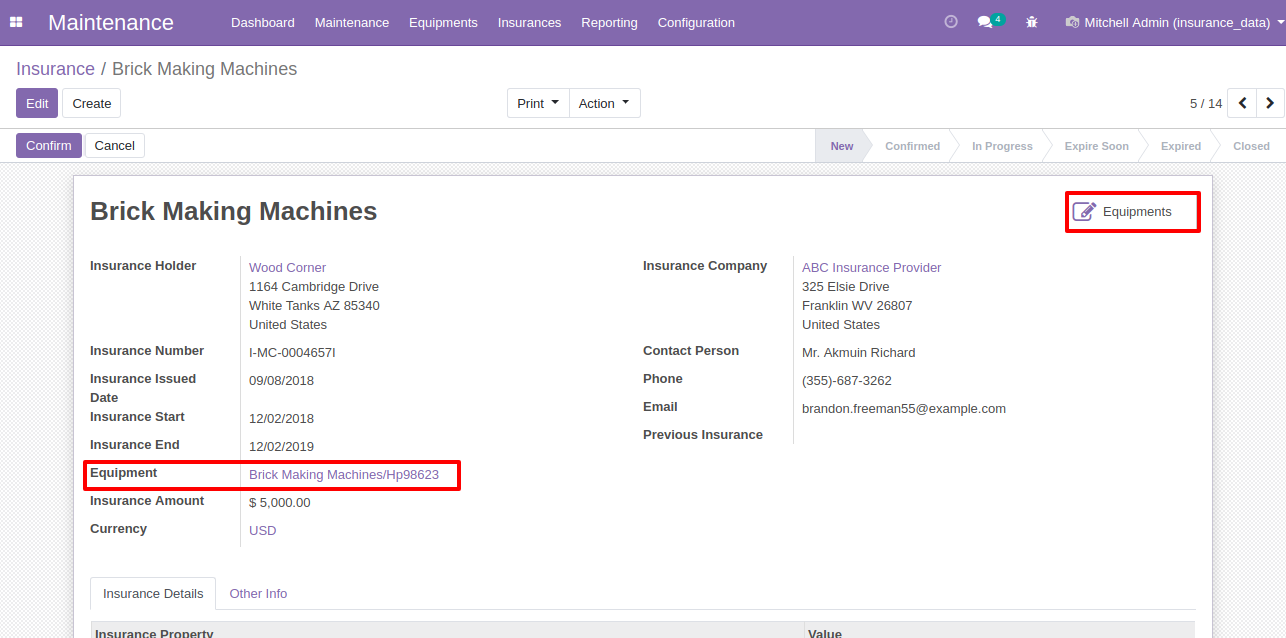 Maintenance Dashboard Maintenance Equipments Insurances Reporting Configuration 4 Mitchell Admin (insurance_data)
Insurance / Brick Making Machines
Edit Create Print Action 5 / 14
Confirm Cancel New Confirmed In Progress Expire Soon Expired Closed
Brick Making Machines
Equipments
Insurance Holder Wood Corner
1164 Cambridge Drive
White Tanks AZ 85340
United States
Insurance Number I-MC-0004657I
Insurance Issued Date 09/08/2018
Insurance Start 12/02/2018
Insurance End 12/02/2019
Equipment Brick Making Machines/Hp98623
Insurance Amount $ 5,000.00
Currency USD
Insurance Company ABC Insurance Provider
325 Elsie Drive
Franklin WV 26807
United States
Contact Person Mr. Akmuin Richard
Phone (355)-687-3262
Email brandon.freeman55@example.com
Previous Insurance
Insurance Details Other Info
Insurance Property Value